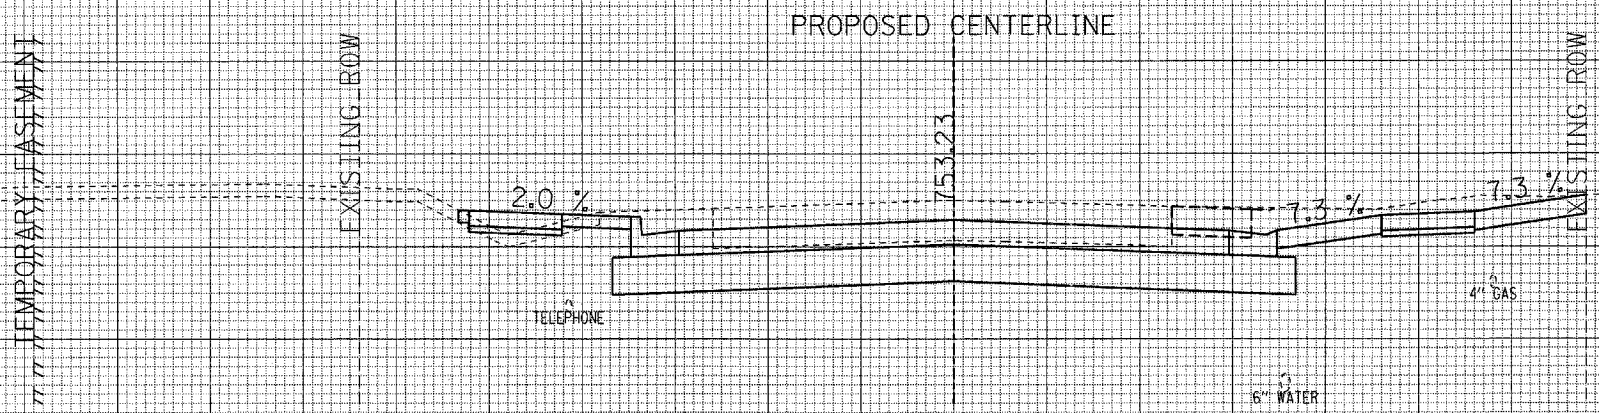 PROPOSED CENTERLINE
TEMPORARY EASEMENT
EXISTING ROW
753.23
EXISTING ROW
2.0 %
7.3 %
7.3 %
TELEPHONE
4" GAS
6" WATER